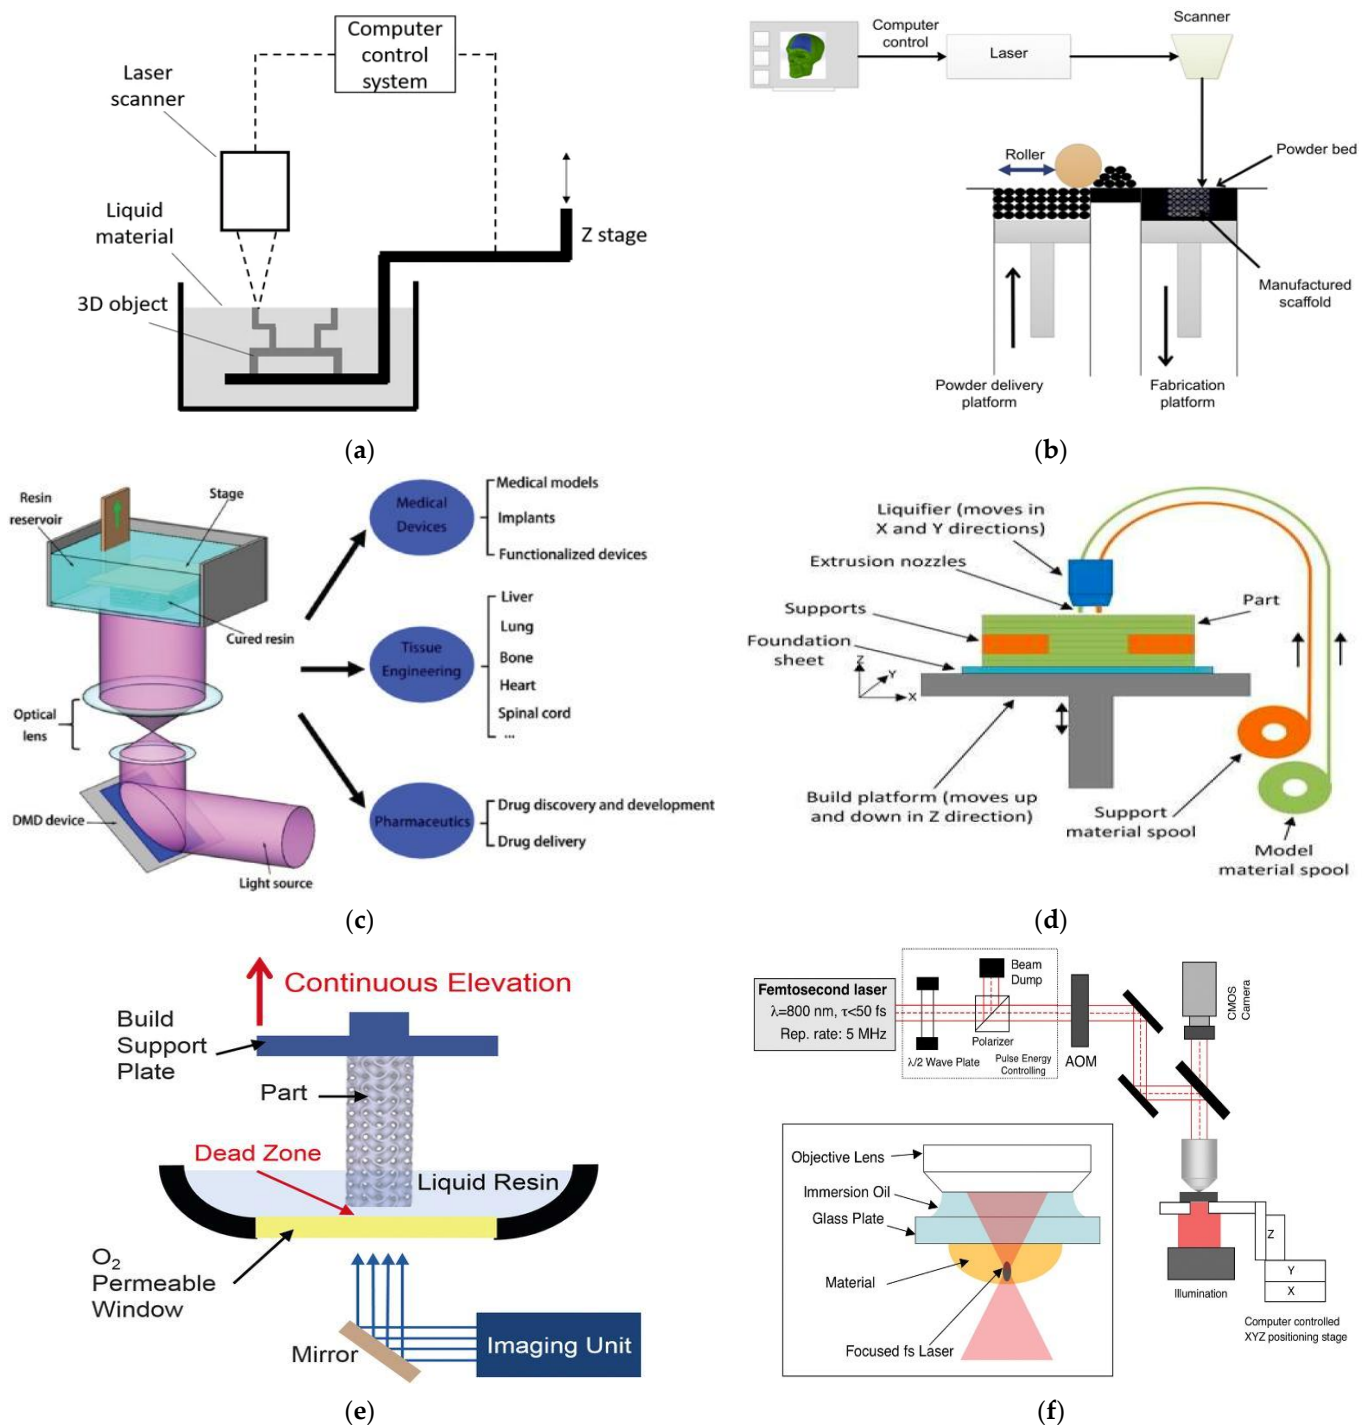 Computer
control
system
Laser
scanner
Liquid
material
Z stage
3D object
(a)
Scanner
Computer
control
Laser
Roller
Powder bed
Manufactured
scaffold
Powder delivery
platform
Fabrication
platform
(b)
Resin
reservoir
Stage
Cured resin
Optical
lens
DMD device
Light source
Medical
Devices
Medical models
Implants
Functionalized devices
Tissue
Engineering
Liver
Lung
Bone
Heart
Spinal cord
...
Pharmaceutics
Drug discovery and development
Drug delivery
(c)
Liquifier (moves in
X and Y directions)
Extrusion nozzles
Supports
Part
Foundation
sheet
Z
Y
X
Build platform (moves up
and down in Z direction)
Support
material spool
Model
material spool
(d)
Continuous Elevation
Build
Support
Plate
Part
Dead Zone
Liquid Resin
O2
Permeable
Window
Mirror
Imaging Unit
(e)
Femtosecond laser
λ=800 nm, τ<50 fs
Rep. rate: 5 MHz
Beam
Dump
Polarizer
λ/2 Wave Plate
Pulse Energy
Controlling
AOM
CMOS
Camera
Objective Lens
Immersion Oil
Glass Plate
Material
Focused fs Laser
Illumination
Z
Y
X
Computer controlled
XYZ positioning stage
(f)